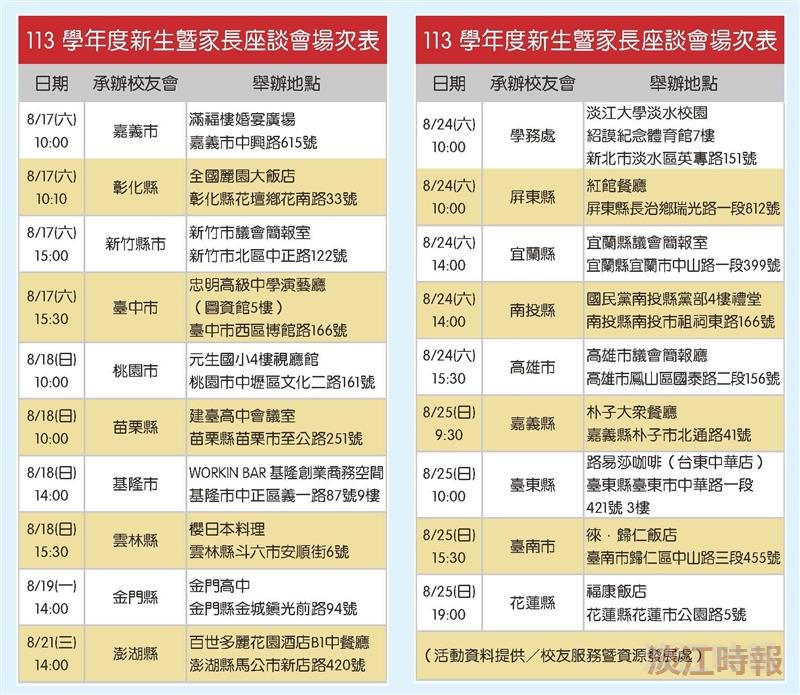 113 學年度新生暨家長座談會場次表
日期 承辦校友會 舉辦地點
8/17(六) 10:00 嘉義市 滿福樓婚宴廣場
嘉義市中興路615號
8/17(六) 10:10 彰化縣 全國麗園大飯店
彰化縣花壇鄉花南路33號
8/17(六) 15:00 新竹縣市 新竹市議會簡報室
新竹市北區中正路122號
8/17(六) 15:30 臺中市 忠明高級中學演藝廳
（圖資館5樓）
臺中市西區博館路166號
8/18(日) 10:00 桃園市 元生國小4樓視廳館
桃園市中壢區文化二路161號
8/18(日) 10:00 苗栗縣 建臺高中會議室
苗栗縣苗栗市至公路251號
8/18(日) 14:00 基隆市 WORKIN BAR 基隆創業商務空間
基隆市中正區義一路87號9樓
8/18(日) 15:30 雲林縣 櫻日本料理
雲林縣斗六市安順街6號
8/19(一) 14:00 金門縣 金門高中
金門縣金城鎮光前路94號
8/21(三) 14:00 澎湖縣 百世多麗花園酒店B1中餐廳
澎湖縣馬公市新店路420號
113 學年度新生暨家長座談會場次表
日期 承辦校友會 舉辦地點
8/24(六) 10:00 學務處 淡江大學淡水校園
紹謨紀念體育館7樓
新北市淡水區英專路151號
8/24(六) 10:00 屏東縣 紅館餐廳
屏東縣長治鄉瑞光路一段812號
8/24(六) 14:00 宜蘭縣 宜蘭縣議會簡報室
宜蘭縣宜蘭市中山路一段399號
8/24(六) 14:00 南投縣 國民黨南投縣黨部4樓禮堂
南投縣南投市祖祠東路166號
8/24(六) 15:30 高雄市 高雄市議會簡報廳
高雄市鳳山區國泰路二段156號
8/25(日) 9:30 嘉義縣 朴子大眾餐廳
嘉義縣朴子市北通路41號
8/25(日) 10:00 臺東縣 路易莎咖啡（台東中華店）
臺東縣臺東市中華路一段
421號 3樓
8/25(日) 15:30 臺南市 徠．歸仁飯店
臺南市歸仁區中山路三段455號
8/25(日) 19:00 花蓮縣 福康飯店
花蓮縣花蓮市公園路5號
（活動資料提供／校友服務暨資源發展處）
淡江時報